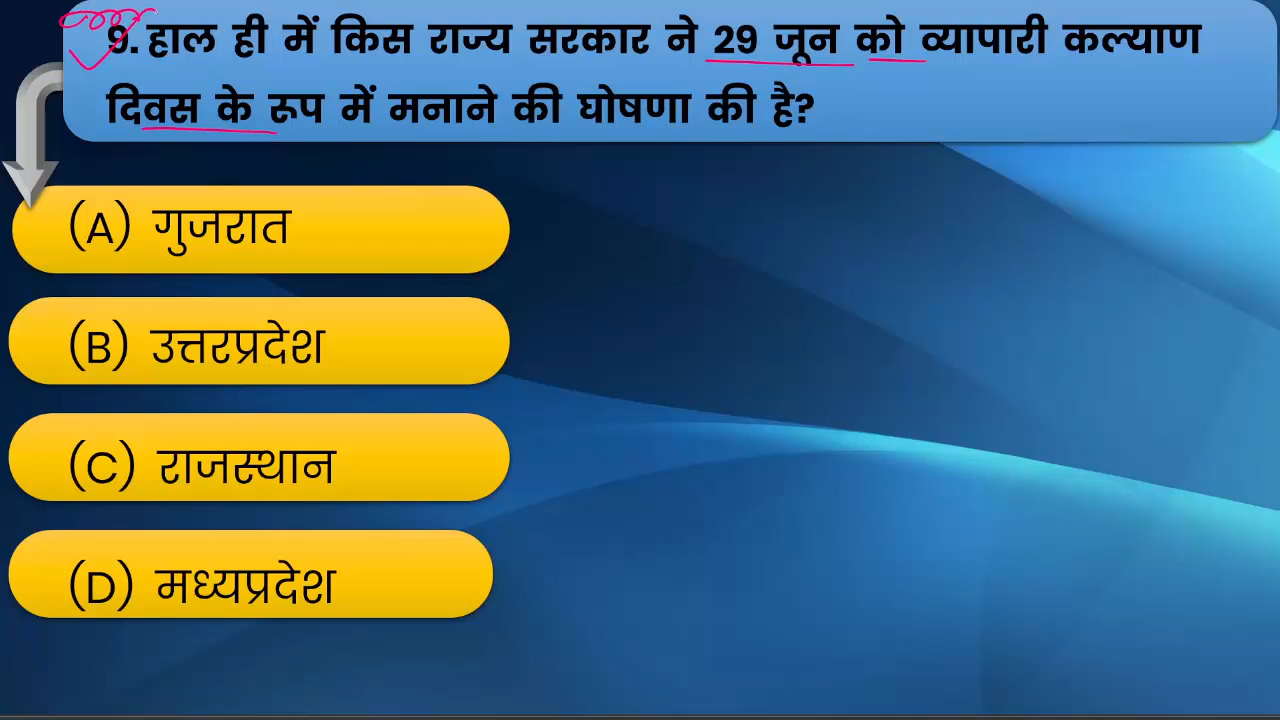 9. हाल ही में किस राज्य सरकार ने 29 जून को व्यापारी कल्याण
दिवस के रूप में मनाने की घोषणा की है?
(A) गुजरात
(B) उत्तरप्रदेश
(C) राजस्थान
(D) मध्यप्रदेश